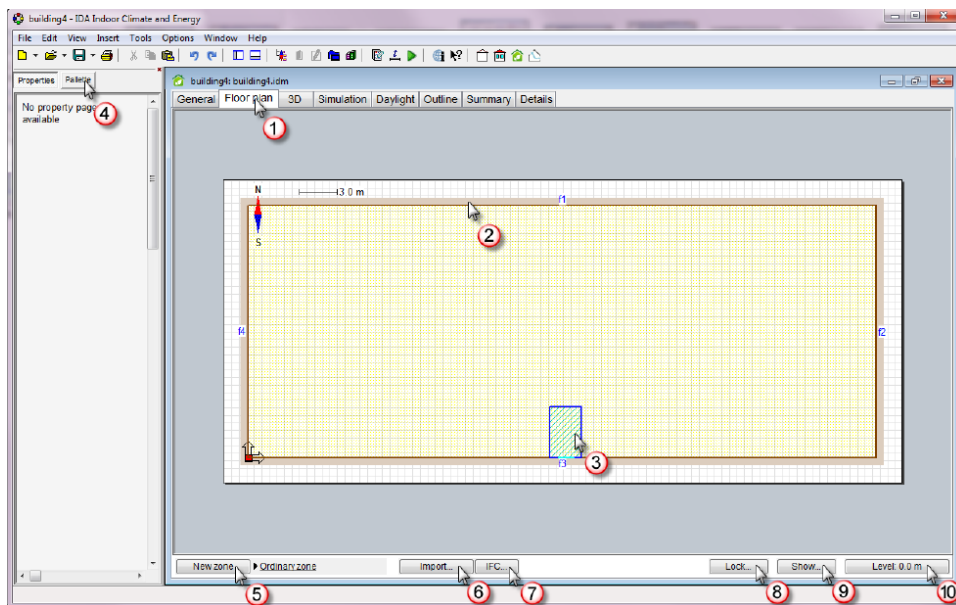 building4 - IDA Indoor Climate and Energy
File Edit View Insert Tools Options Window Help
Properties Palette
4
No property page
available
building4: building4.idm
General Floor plan 3D Simulation Daylight Outline Summary Details
1
N
3.0 m
f1
2
S
f4
f2
3
f3
New zone Ordinary zone Import... IFC... Lock... Show... Level: 0.0 m
5 6 7 8 9 10